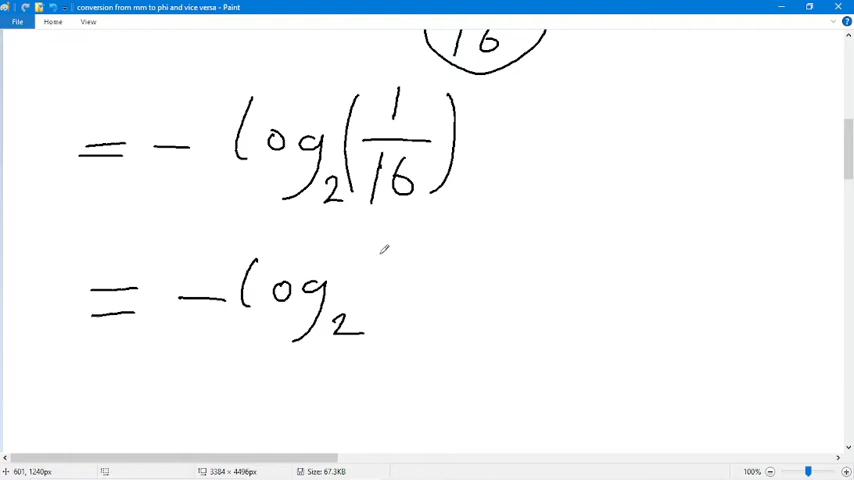 conversion from mm to phi and vice versa - Paint
File Home View
16
= - log2(1/16)
= - log2
601, 1240px 3384 × 4496px Size: 67.3KB 100%